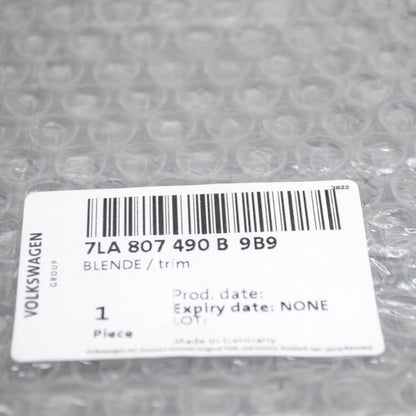 3822
VOLKSWAGEN
GROUP
7LA 807 490 B 9B9
BLENDE / trim
1
Piece
Prod. date:
Expiry date: NONE
LOT:
Made in Germany